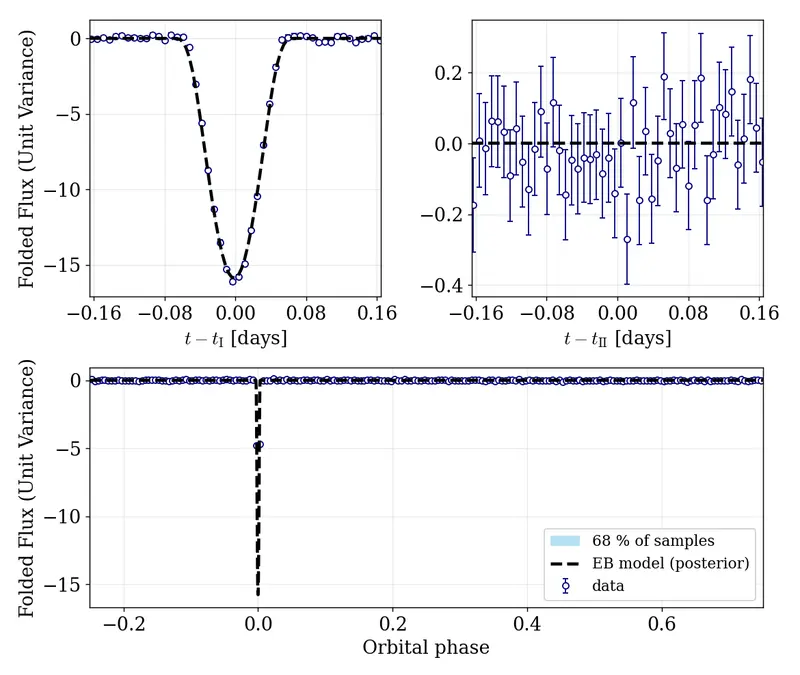 Folded Flux (Unit Variance)
0
−5
−10
−15
−0.16 −0.08 0.00 0.08 0.16
t − tI [days]
0.2
0.0
−0.2
−0.4
−0.16 −0.08 0.00 0.08 0.16
t − tII [days]
Folded Flux (Unit Variance)
0
−5
−10
−15
68 % of samples
EB model (posterior)
data
−0.2 0.0 0.2 0.4 0.6
Orbital phase